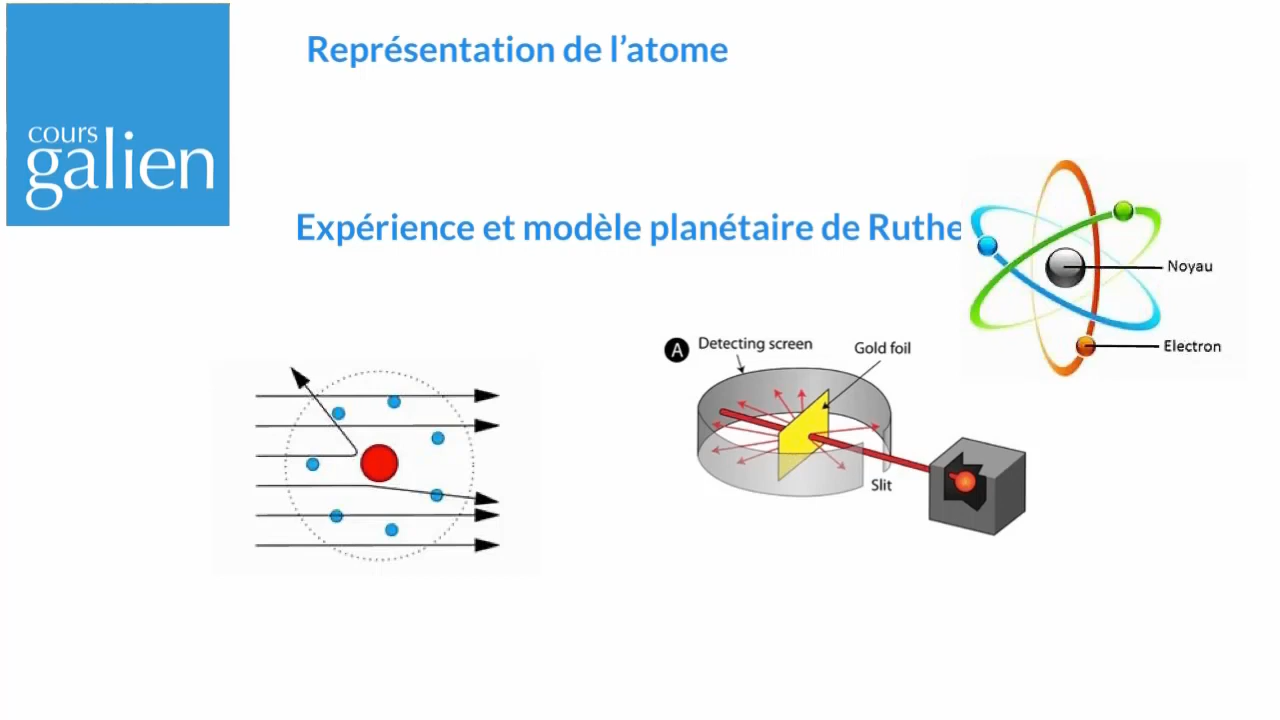 cours
galien
Représentation de l’atome
Expérience et modèle planétaire de Ruthe
Noyau
Electron
A
Detecting screen
Gold foil
Slit